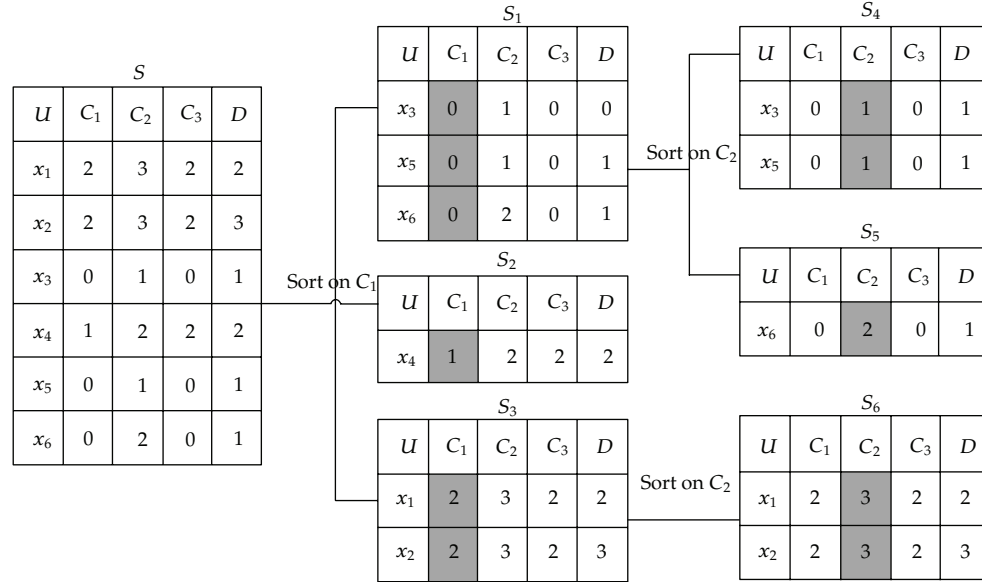 S
U C₁ C₂ C₃ D
x₁ 2 3 2 2
x₂ 2 3 2 3
x₃ 0 1 0 1
x₄ 1 2 2 2
x₅ 0 1 0 1
x₆ 0 2 0 1
Sort on C₁
S₁
U C₁ C₂ C₃ D
x₃ 0 1 0 0
x₅ 0 1 0 1
x₆ 0 2 0 1
S₂
U C₁ C₂ C₃ D
x₄ 1 2 2 2
S₃
U C₁ C₂ C₃ D
x₁ 2 3 2 2
x₂ 2 3 2 3
Sort on C₂
S₄
U C₁ C₂ C₃ D
x₃ 0 1 0 1
x₅ 0 1 0 1
S₅
U C₁ C₂ C₃ D
x₆ 0 2 0 1
Sort on C₂
S₆
U C₁ C₂ C₃ D
x₁ 2 3 2 2
x₂ 2 3 2 3